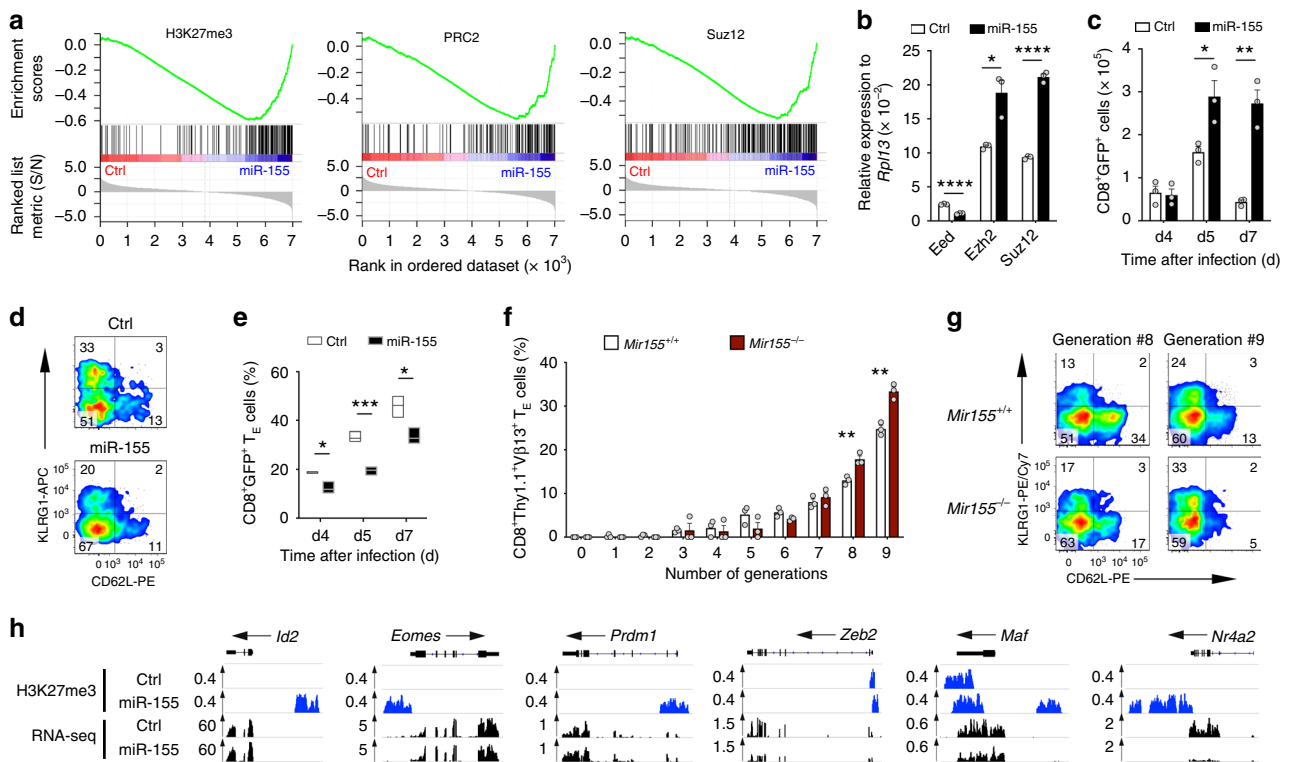 a
H3K27me3
PRC2
Suz12
Enrichment
scores
0.0
−0.2
−0.4
−0.6
0.0
−0.2
−0.4
0.0
−0.2
−0.4
Ranked list
metric (S/N)
5.0
0
−5.0
Ctrl
miR-155
5.0
0
−5.0
Ctrl
miR-155
5.0
0
−5.0
Ctrl
miR-155
0 1 2 3 4 5 6 7
0 1 2 3 4 5 6 7
0 1 2 3 4 5 6 7
Rank in ordered dataset (× 10³)
b
Ctrl
miR-155
Relative expression to
Rpl13 (× 10⁻²)
25
20
15
10
5
0
****
*
****
Eed
Ezh2
Suz12
c
Ctrl
miR-155
CD8⁺GFP⁺ cells (× 10⁵)
4
3
2
1
0
*
**
d4 d5 d7
Time after infection (d)
d
Ctrl
33 3
51 13
miR-155
20 2
67 11
KLRG1-APC
10⁵
10⁴
10³
0
0 10³ 10⁴ 10⁵
CD62L-PE
e
Ctrl
miR-155
CD8⁺GFP⁺ T_E cells (%)
60
40
20
0
*
***
*
d4 d5 d7
Time after infection (d)
f
Mir155⁺/⁺
Mir155⁻/⁻
CD8⁺Thy1.1⁺Vβ13⁺T_E cells (%)
40
30
20
10
0
**
**
0 1 2 3 4 5 6 7 8 9
Number of generations
g
Generation #8 Generation #9
Mir155⁺/⁺
13 2
51 34
24 3
60 13
Mir155⁻/⁻
17 3
63 17
33 2
59 5
KLRG1-PE/Cy7
10⁵
10⁴
10³
0
0 10³ 10⁴ 10⁵
CD62L-PE
h
Id2
Eomes
Prdm1
Zeb2
Maf
Nr4a2
H3K27me3
Ctrl 0.4 0.4 0.4 0.4 0.4 0.4
miR-155 0.4 0.4 0.4 0.4 0.4 0.4
RNA-seq
Ctrl 60 5 1 1.5 0.6 2
miR-155 60 5 1 1.5 0.6 2